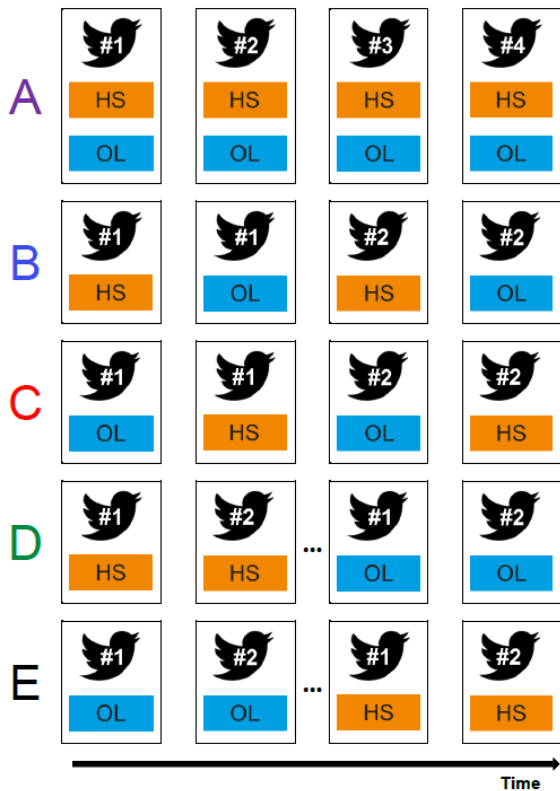 A
#1 #2 #3 #4
HS HS HS HS
OL OL OL OL
B
#1 #1 #2 #2
HS OL HS OL
C
#1 #1 #2 #2
OL HS OL HS
D
#1 #2 ... #1 #2
HS HS OL OL
E
#1 #2 ... #1 #2
OL OL HS HS
Time